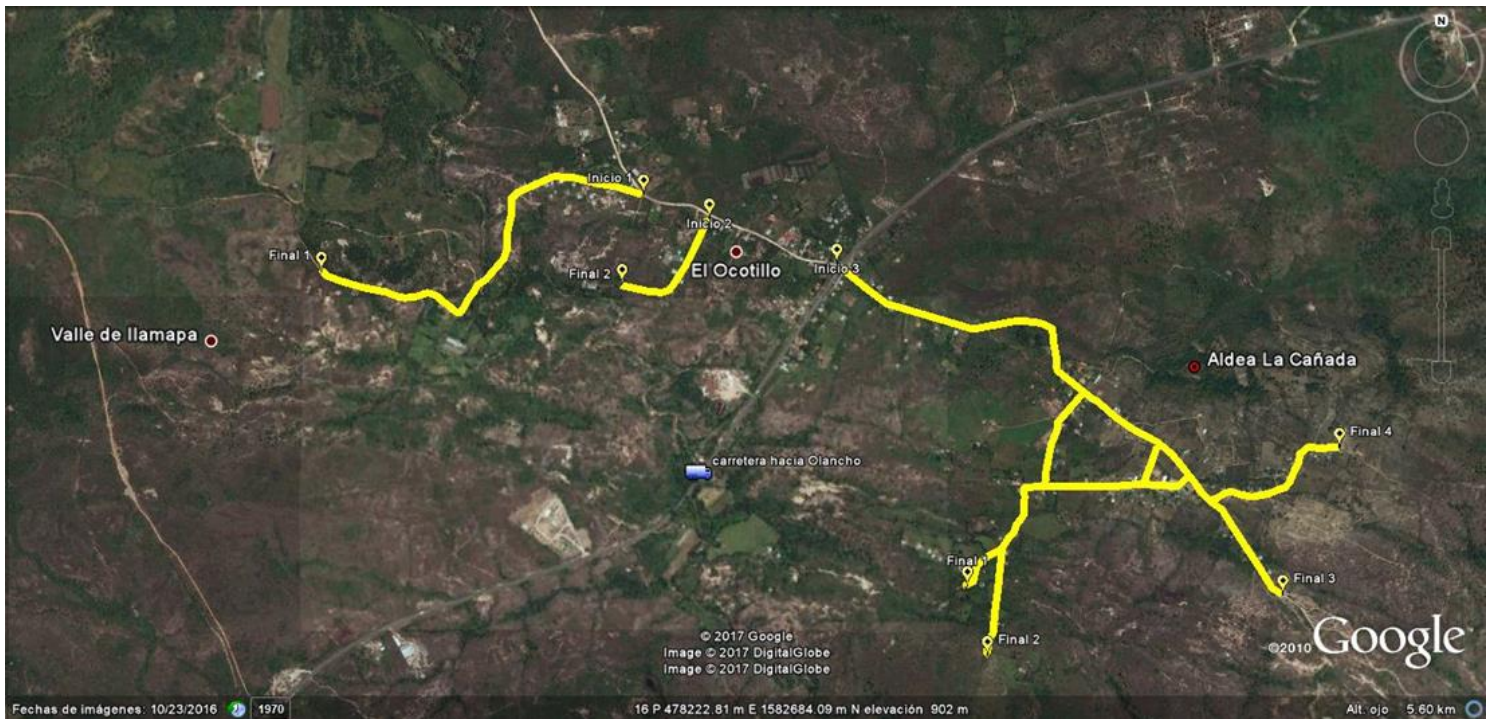 N
Inicio 1
Inicio 2
Final 1
Final 2
El Ocotillo
Inicio 3
Valle de Ilamapa
Aldea La Cañada
Final 4
carretera hacia Olancho
Final 1
Final 3
Final 2
© 2017 Google
Image © 2017 DigitalGlobe
Image © 2017 DigitalGlobe
©2010 Google
Fechas de imágenes: 10/23/2016 1970 16 P 478222.81 m E 1582684.09 m N elevación 902 m Alt. ojo 5.60 km